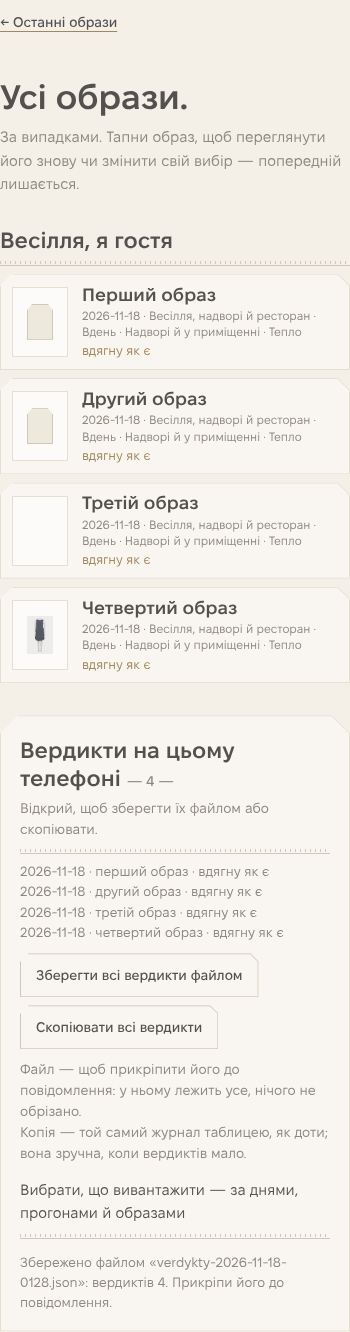 ← Останні образи
Усі образи.
За випадками. Тапни образ, щоб переглянути
його знову чи змінити свій вибір — попередній
лишається.
Весілля, я гостя
Перший образ
2026-11-18 · Весілля, надворі й ресторан ·
Вдень · Надворі й у приміщенні · Тепло
вдягну як є
Другий образ
2026-11-18 · Весілля, надворі й ресторан ·
Вдень · Надворі й у приміщенні · Тепло
вдягну як є
Третій образ
2026-11-18 · Весілля, надворі й ресторан ·
Вдень · Надворі й у приміщенні · Тепло
вдягну як є
Четвертий образ
2026-11-18 · Весілля, надворі й ресторан ·
Вдень · Надворі й у приміщенні · Тепло
вдягну як є
Вердикти на цьому
телефоні — 4 —
Відкрий, щоб зберегти їх файлом або
скопіювати.
2026-11-18 · перший образ · вдягну як є
2026-11-18 · другий образ · вдягну як є
2026-11-18 · третій образ · вдягну як є
2026-11-18 · четвертий образ · вдягну як є
Зберегти всі вердикти файлом
Скопіювати всі вердикти
Файл — щоб прикріпити його до
повідомлення: у ньому лежить усе, нічого не
обрізано.
Копія — той самий журнал таблицею, як доти;
вона зручна, коли вердиктів мало.
Вибрати, що вивантажити — за днями,
прогонами й образами
Збережено файлом «verdykty-2026-11-18-
0128.json»: вердиктів 4. Прикріпи його до
повідомлення.